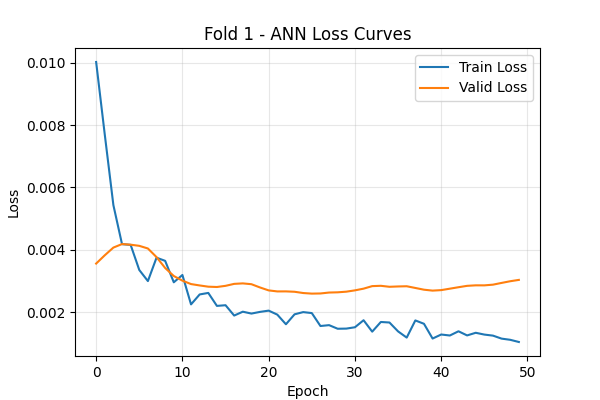 Fold 1 - ANN Loss Curves
Train Loss
Valid Loss
Loss
0.010
0.008
0.006
0.004
0.002
0 10 20 30 40 50
Epoch